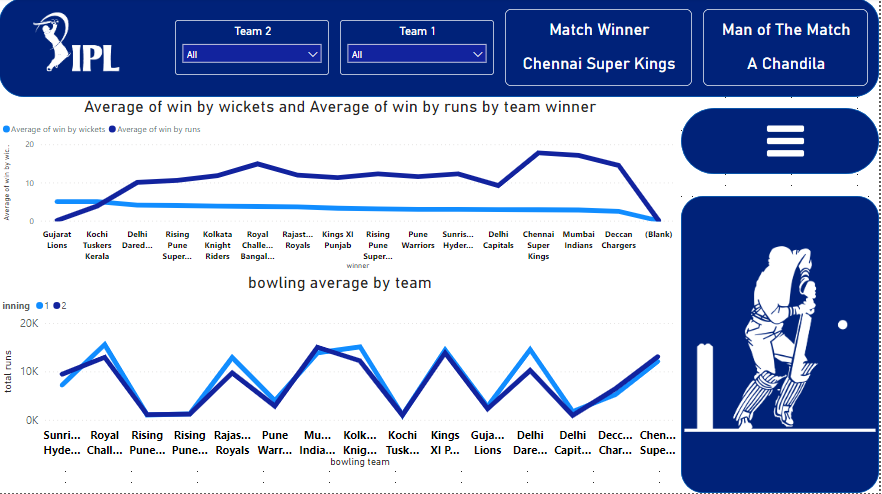 IPL
Team 2
All
Team 1
All
Match Winner
Chennai Super Kings
Man of The Match
A Chandila
Average of win by wickets and Average of win by runs by team winner
Average of win by wickets Average of win by runs
Average of win by wic...
20
10
0
Gujarat Lions
Kochi Tuskers Kerala
Delhi Dared...
Rising Pune Super...
Kolkata Knight Riders
Royal Challe... Bangal...
Rajast... Royals
Kings XI Punjab
Rising Pune Super...
Pune Warriors
Sunris... Hyder...
Delhi Capitals
Chennai Super Kings
Mumbai Indians
Deccan Chargers
(Blank)
winner
bowling average by team
inning 1 2
total runs
20K
10K
0K
Sunri... Hyde...
Royal Chall...
Rising Pune...
Rising Pune...
Rajas... Royals
Pune Warr...
Mu... India...
Kolk... Knig...
Kochi Tusk...
Kings XI P...
Guja... Lions
Delhi Dare...
Delhi Capit...
Decc... Char...
Chen... Supe...
bowling team